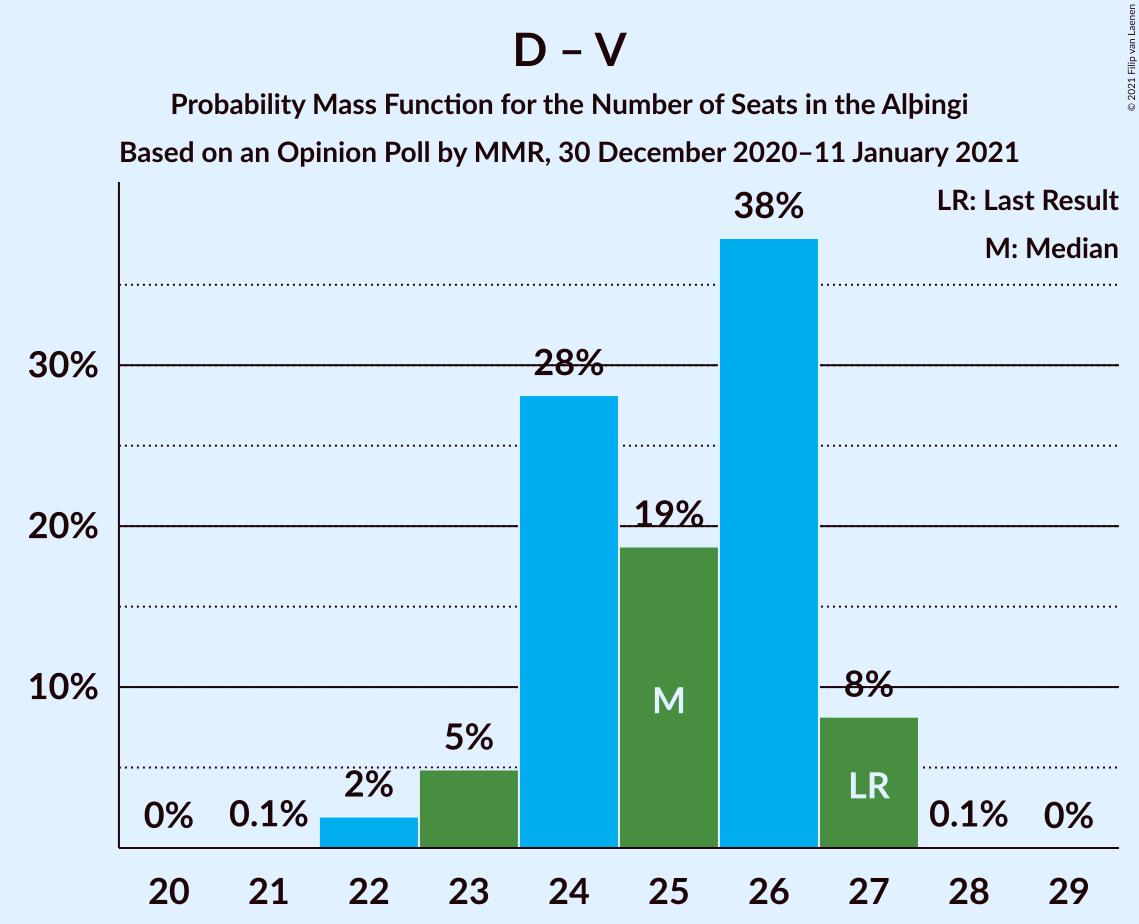 D – V
Probability Mass Function for the Number of Seats in the Alþingi
Based on an Opinion Poll by MMR, 30 December 2020–11 January 2021
© 2021 Filip van Laenen
LR: Last Result
M: Median
38%
30%
28%
20%
19%
10%
M
8%
5%
2%
LR
0%
0.1%
0.1%
0%
20 21 22 23 24 25 26 27 28 29